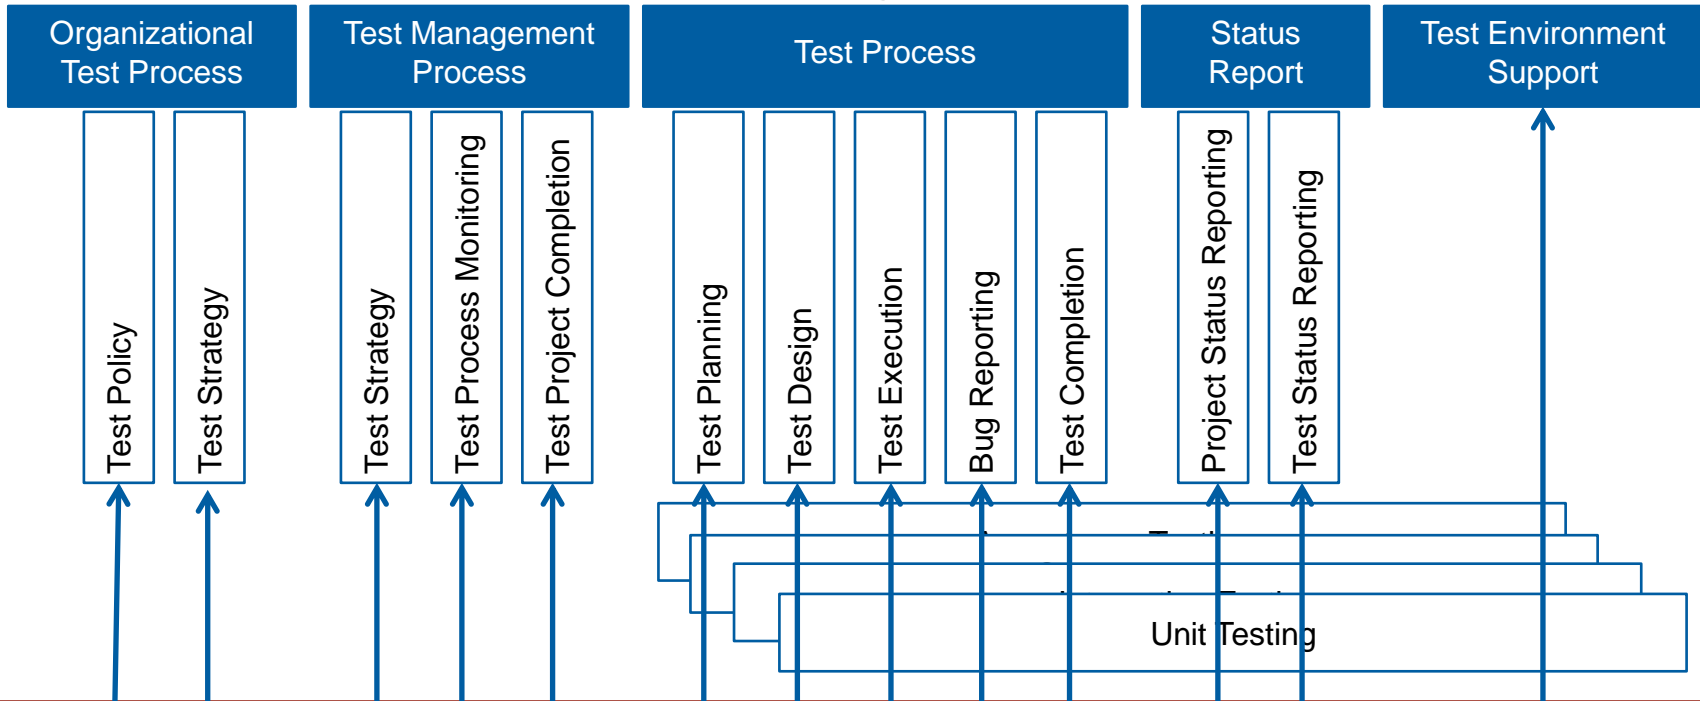 Organizational
Test Process
Test Management
Process
Test Process
Status
Report
Test Environment
Support
Test Policy
Test Strategy
Test Strategy
Test Process Monitoring
Test Project Completion
Test Planning
Test Design
Test Execution
Bug Reporting
Test Completion
Project Status Reporting
Test Status Reporting
Unit Testing